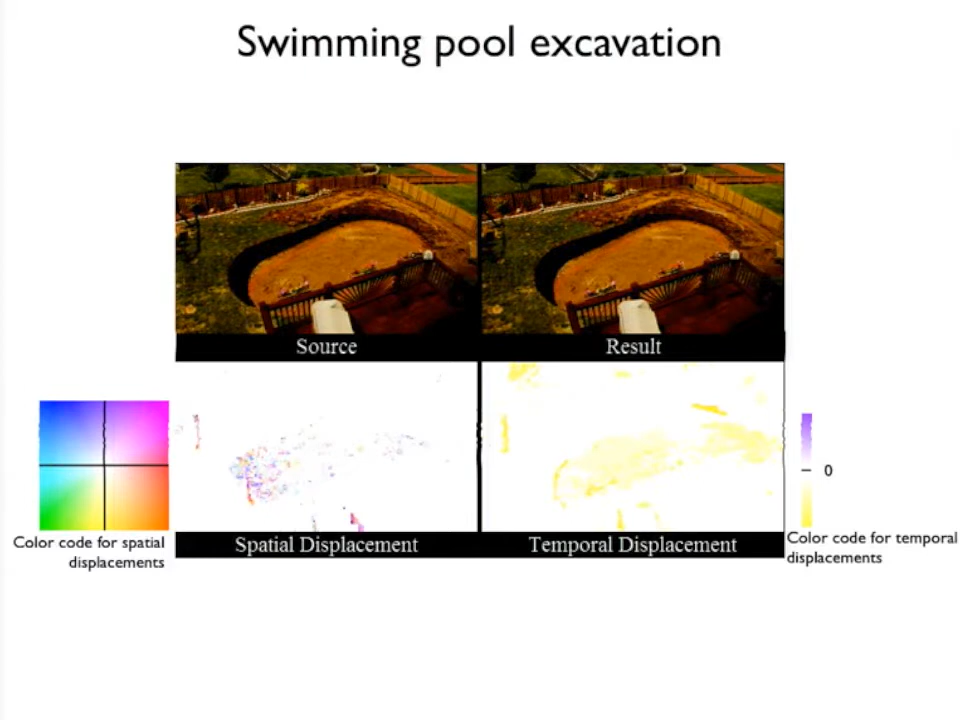 Swimming pool excavation
Source
Result
0
Spatial Displacement
Temporal Displacement
Color code for spatial
displacements
Color code for temporal
displacements